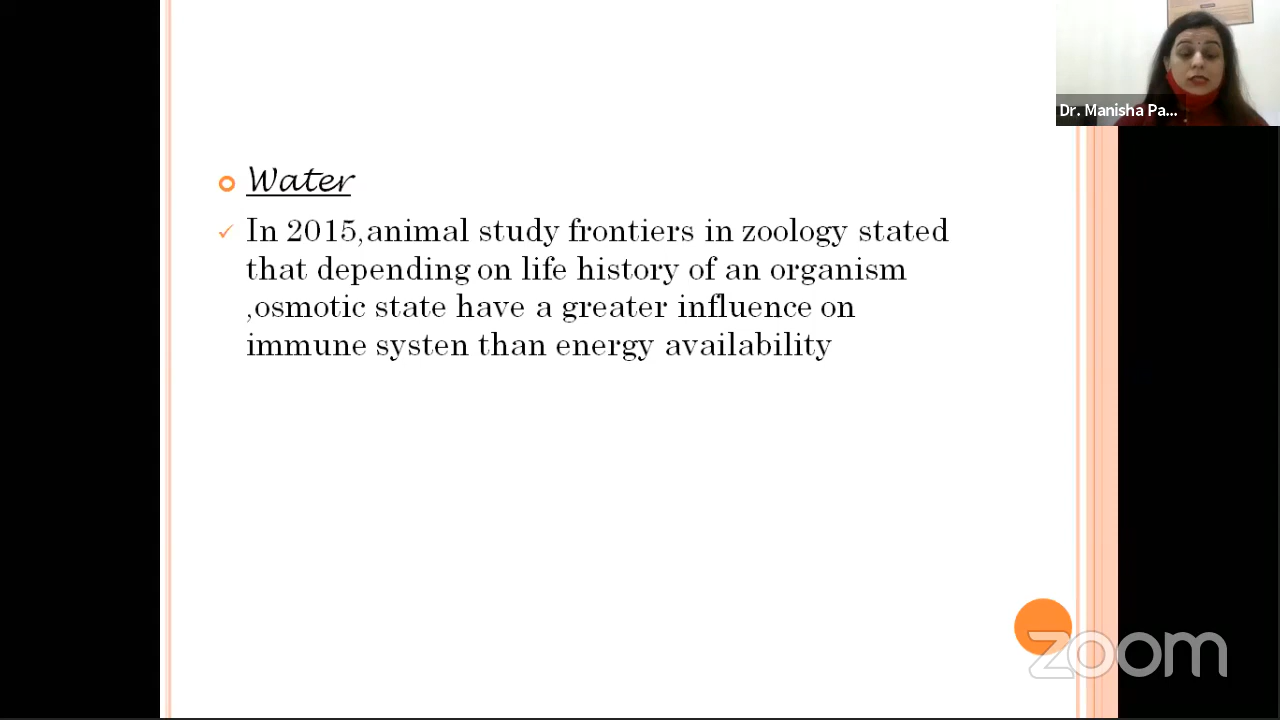 Dr. Manisha Pa...
Water
In 2015,animal study frontiers in zoology stated
that depending on life history of an organism
,osmotic state have a greater influence on
immune systen than energy availability
zoom